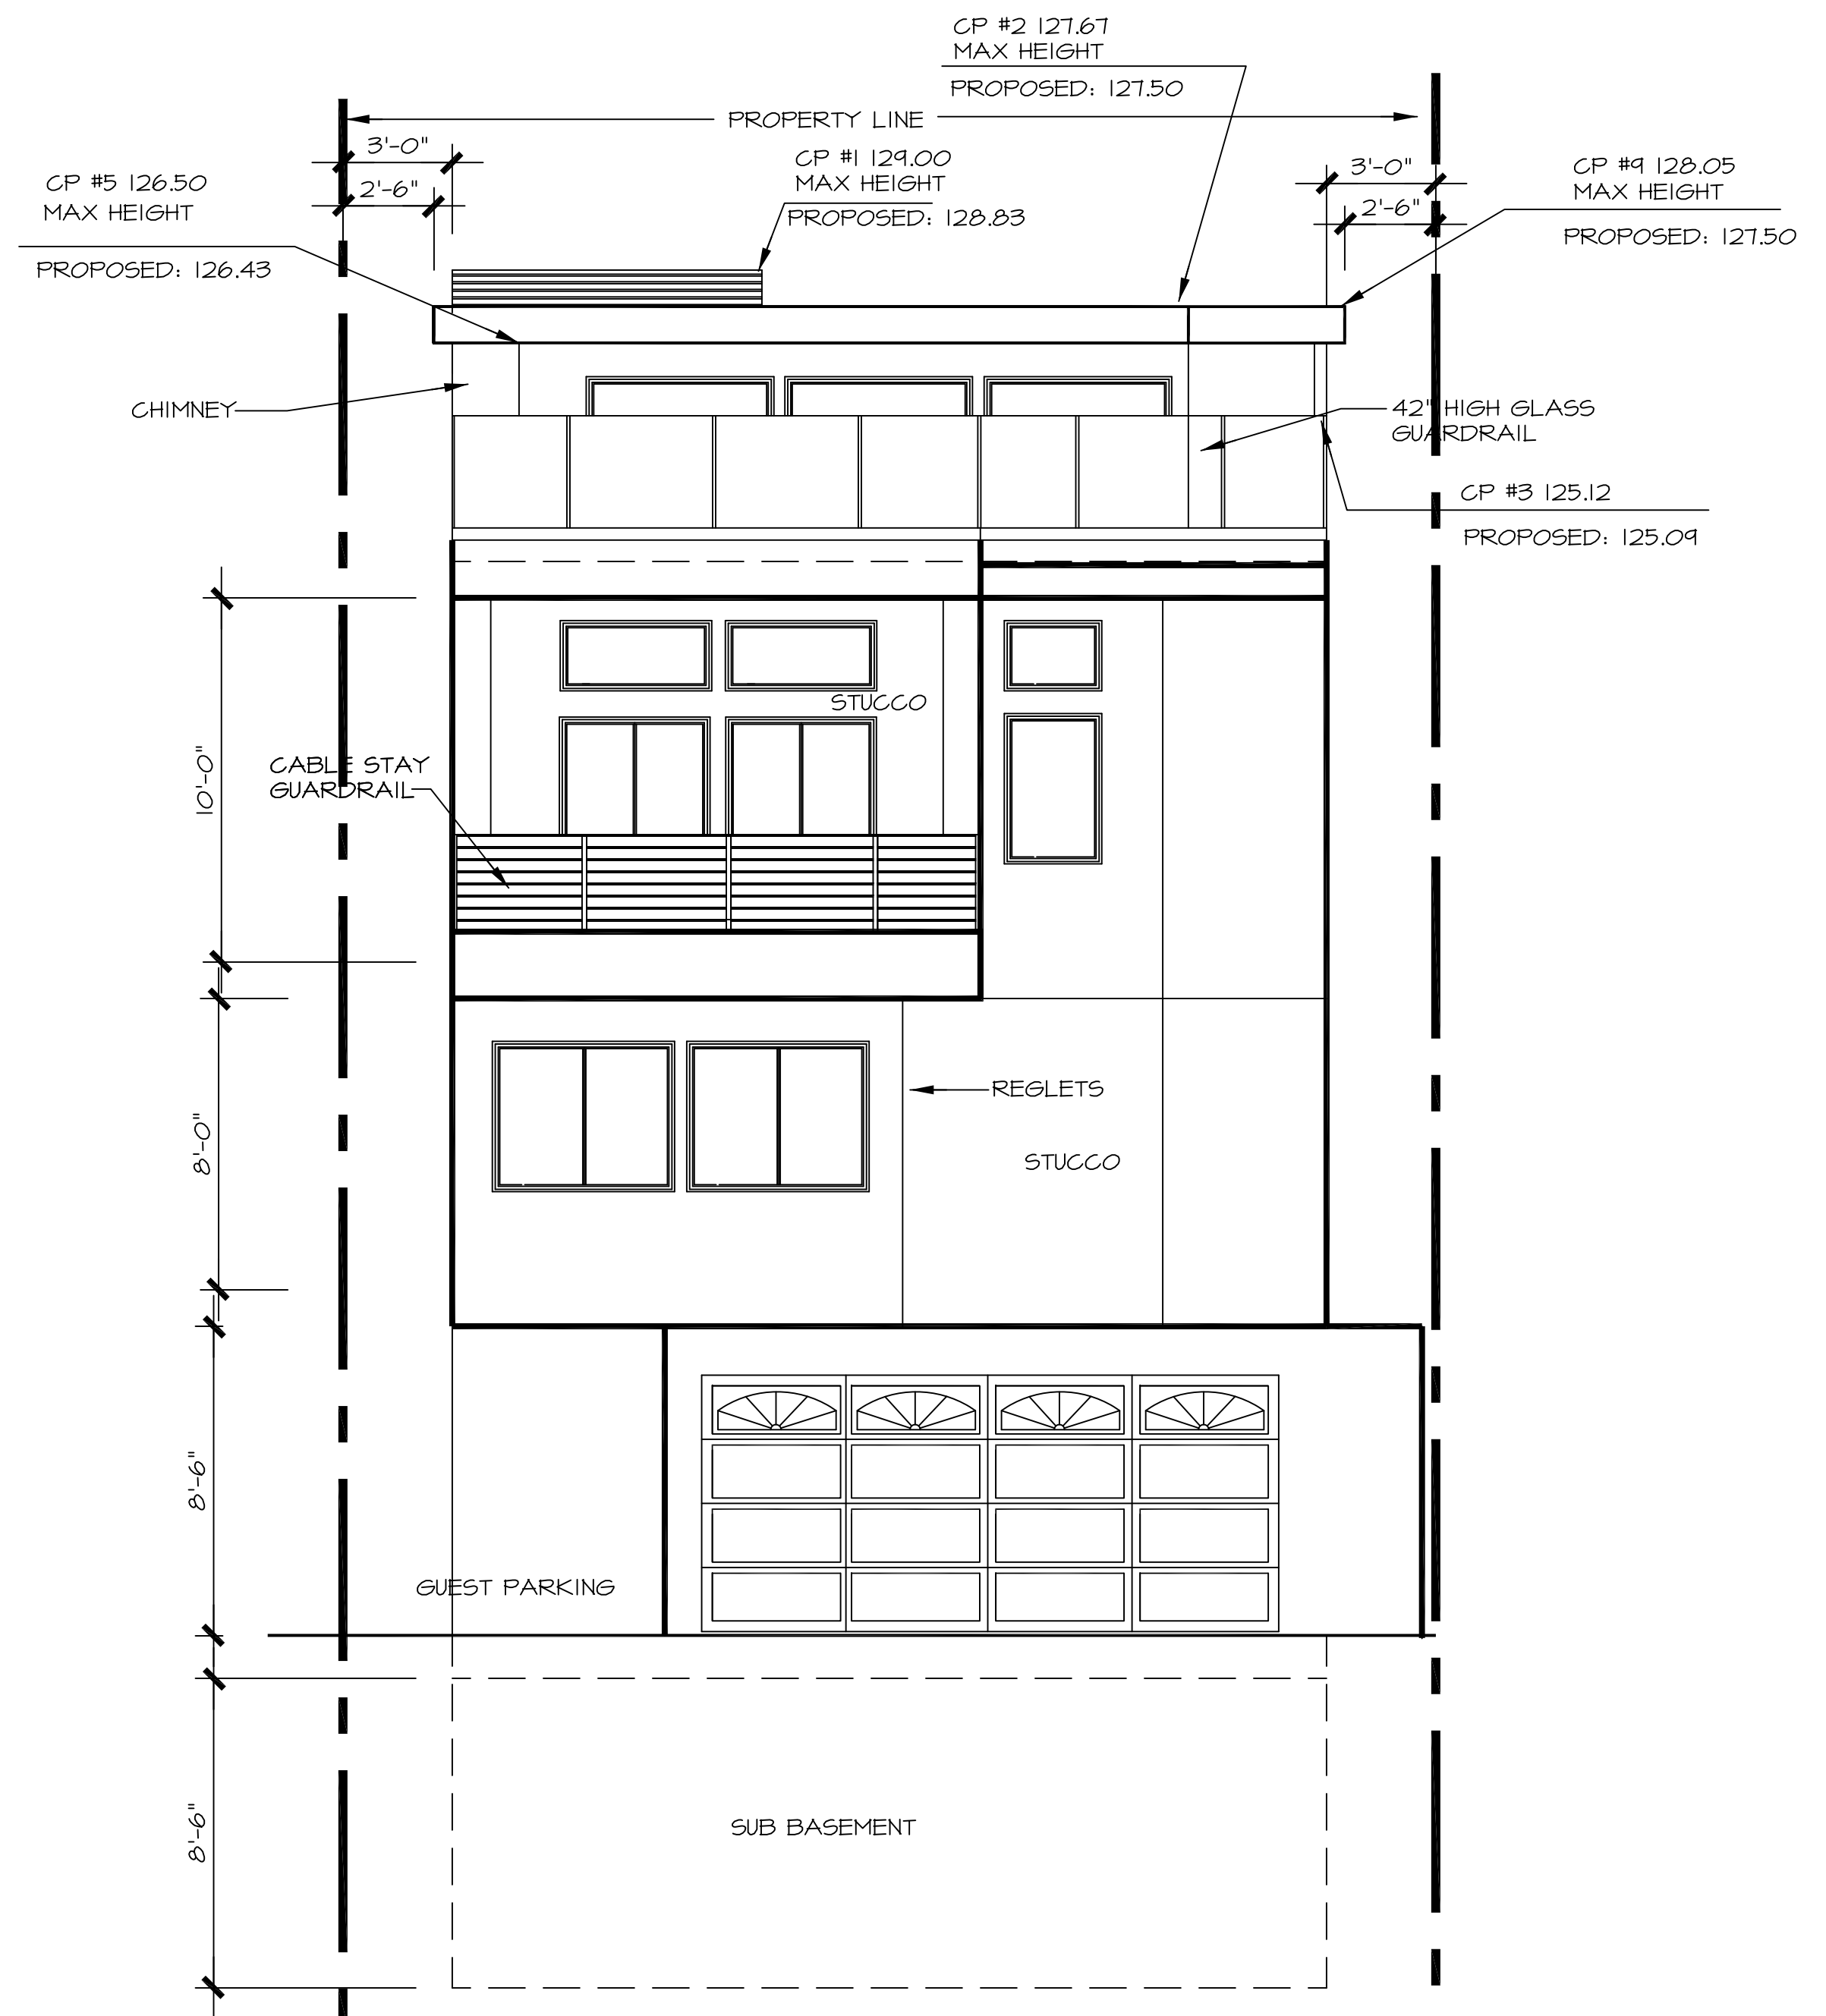 CP #2 127.67
MAX HEIGHT
PROPOSED: 127.50
PROPERTY LINE
3'-0"
CP #1 129.00
MAX HEIGHT
PROPOSED: 128.83
3'-0"
CP #9 128.05
MAX HEIGHT
PROPOSED: 127.50
CP #5 126.50
MAX HEIGHT
PROPOSED: 126.43
2'-6"
2'-6"
CHIMNEY
42" HIGH GLASS
GUARDRAIL
CP #3 125.12
PROPOSED: 125.09
STUCCO
10'-0"
CABLE STAY
GUARDRAIL
REGLETS
8'-0"
STUCCO
8'-6"
GUEST PARKING
SUB BASEMENT
8'-6"